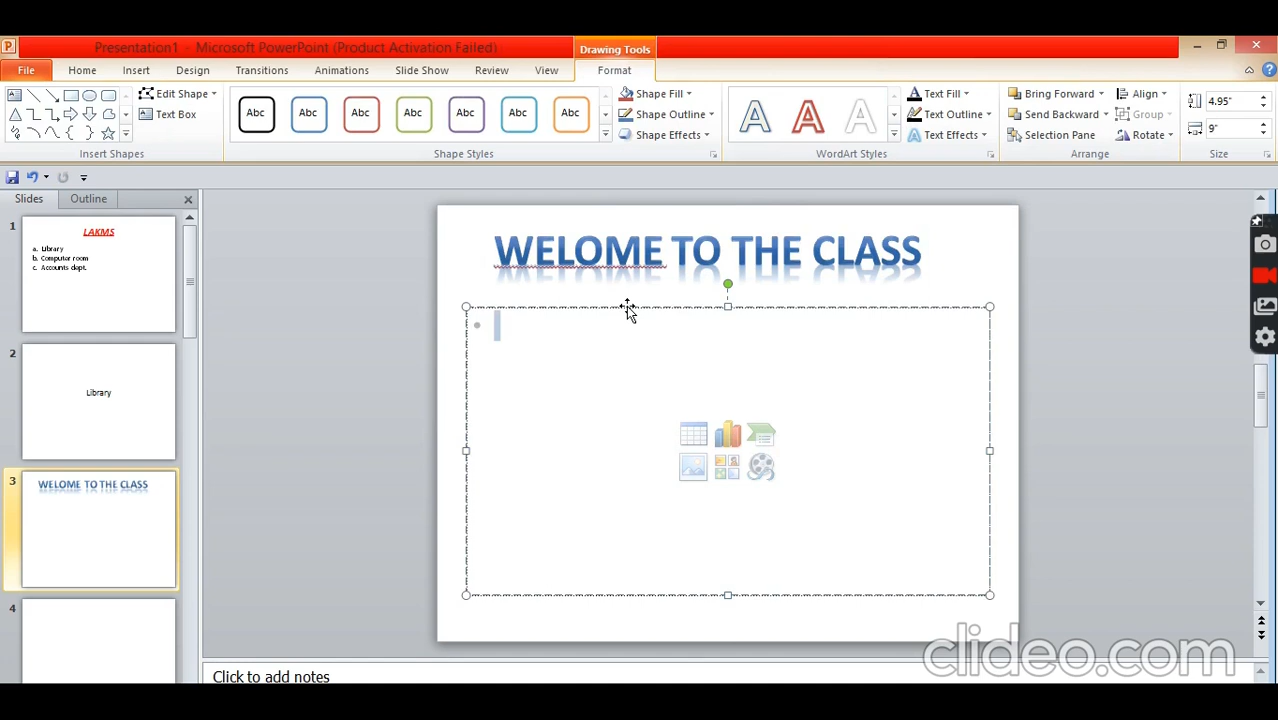 Presentation1 - Microsoft PowerPoint (Product Activation Failed)
Drawing Tools
File Home Insert Design Transitions Animations Slide Show Review View Format
Edit Shape
Text Box
Insert Shapes
Abc Abc Abc Abc Abc Abc Abc
Shape Fill
Shape Outline
Shape Effects
Shape Styles
A A A
Text Fill
Text Outline
Text Effects
WordArt Styles
Bring Forward
Send Backward
Selection Pane
Align
Group
Rotate
Arrange
4.95"
9"
Size
Slides Outline
1
LAKMS
a. Library
b. Computer room
c. Accounts dept.
2
Library
3
WELOME TO THE CLASS
4
WELOME TO THE CLASS
Click to add notes
clideo.com